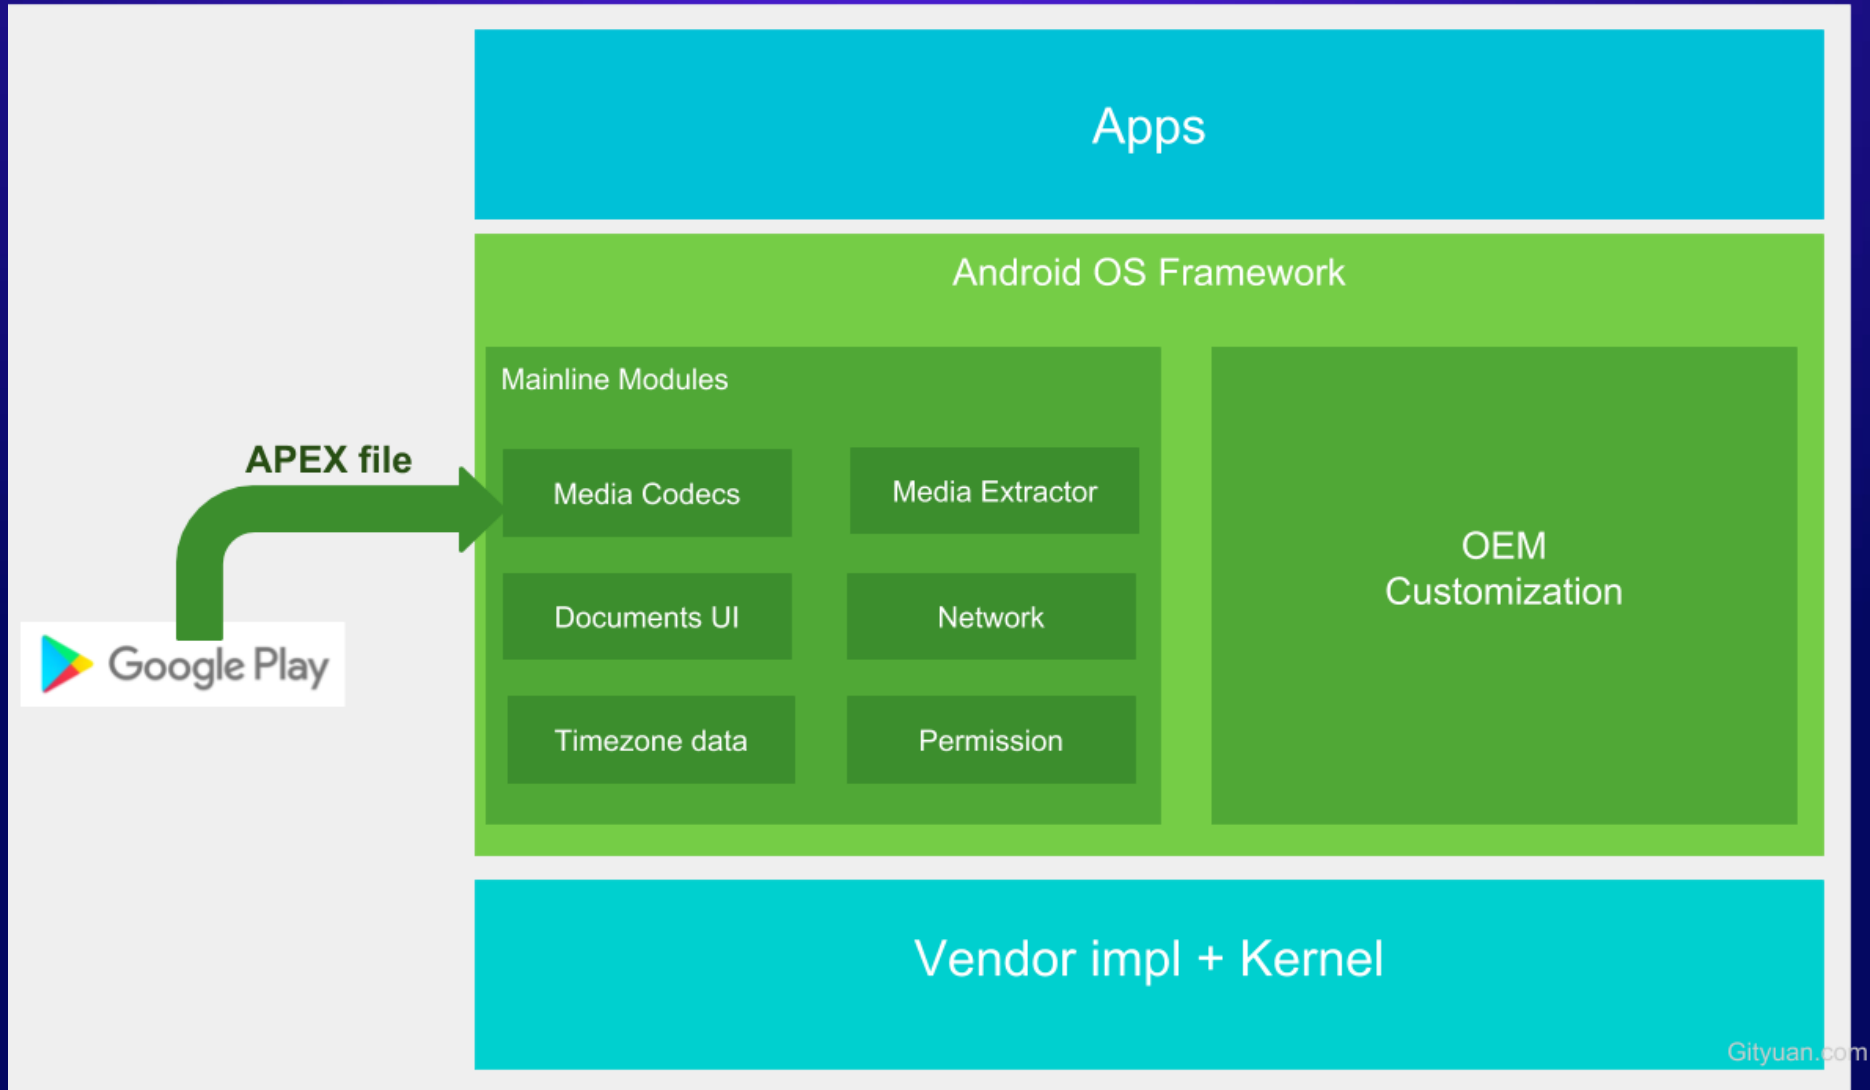 Apps
Android OS Framework
Mainline Modules
APEX file
Media Codecs
Media Extractor
OEM
Customization
Documents UI
Network
Google Play
Timezone data
Permission
Vendor impl + Kernel
Gityuan.com